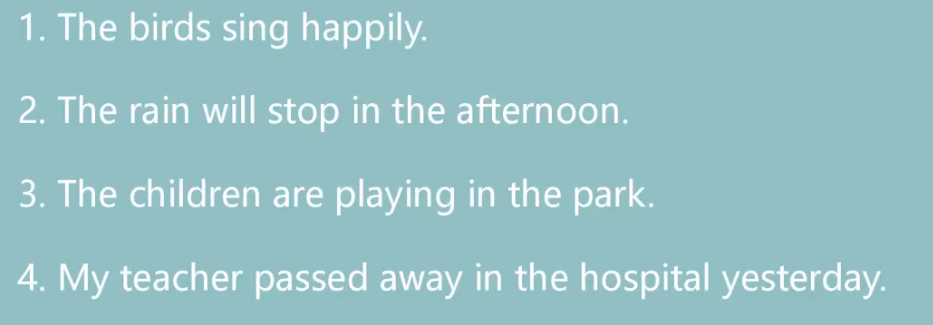 1. The birds sing happily.
2. The rain will stop in the afternoon.
3. The children are playing in the park.
4. My teacher passed away in the hospital yesterday.